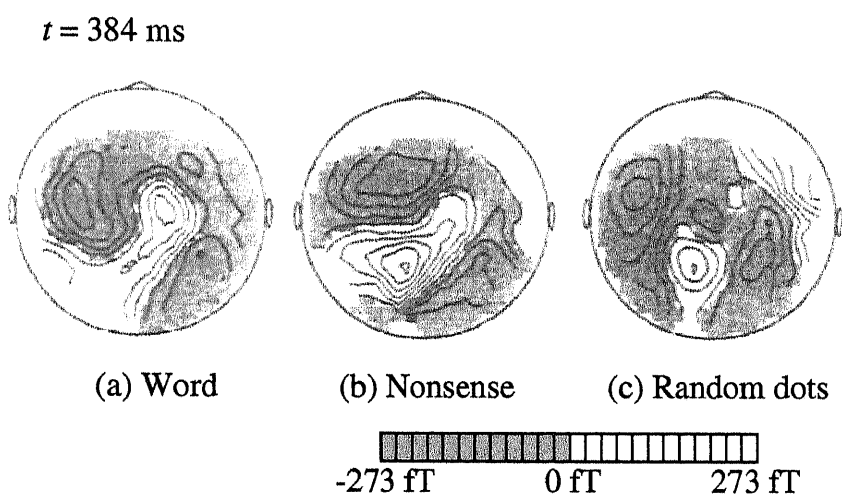 t = 384 ms
(a) Word
(b) Nonsense
(c) Random dots
-273 fT
0 fT
273 fT